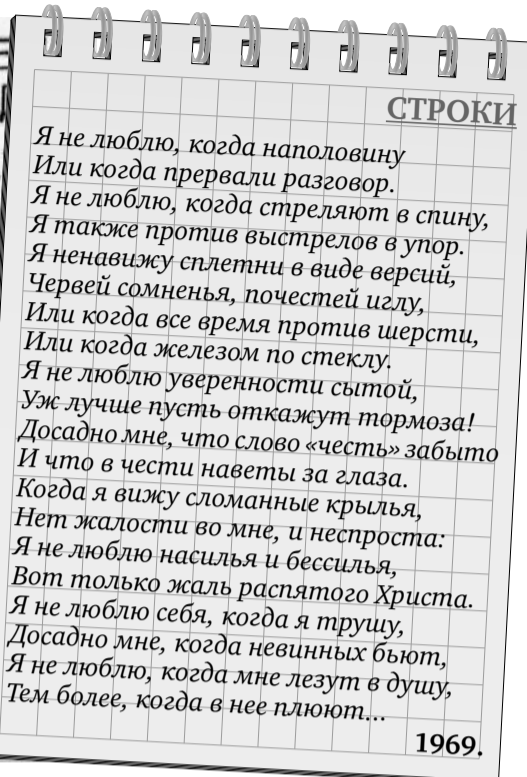 СТРОКИ
Я не люблю, когда наполовину
Или когда прервали разговор.
Я не люблю, когда стреляют в спину,
Я также против выстрелов в упор.
Я ненавижу сплетни в виде версий,
Червей сомненья, почестей иглу,
Или когда все время против шерсти,
Или когда железом по стеклу.
Я не люблю уверенности сытой,
Уж лучше пусть откажут тормоза!
Досадно мне, что слово «честь» забыто
И что в чести наветы за глаза.
Когда я вижу сломанные крылья,
Нет жалости во мне, и неспроста:
Я не люблю насилья и бессилья,
Вот только жаль распятого Христа.
Я не люблю себя, когда я трушу,
Досадно мне, когда невинных бьют,
Я не люблю, когда мне лезут в душу,
Тем более, когда в нее плюют...
1969.